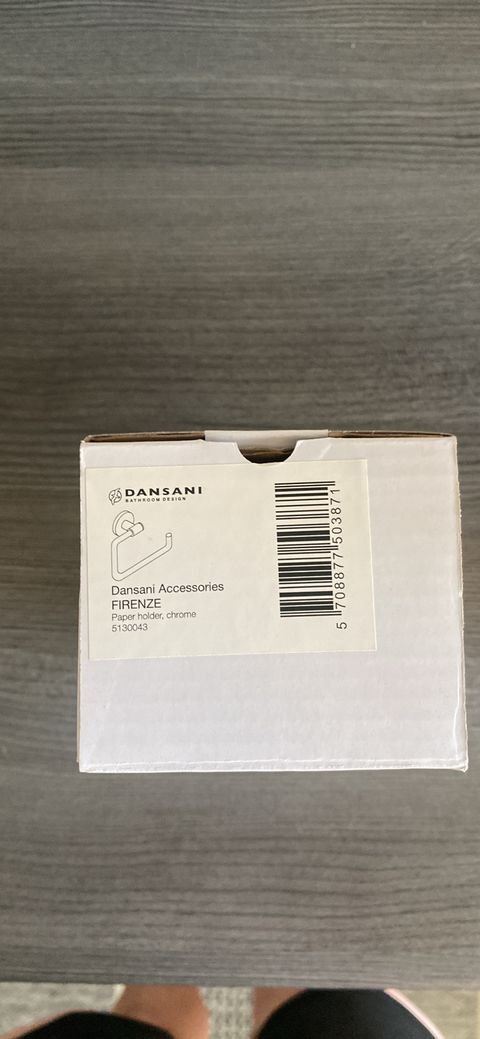 DANSANI
BATHROOM DESIGN
Dansani Accessories
FIRENZE
Paper holder, chrome
5130043
5 708877 503871